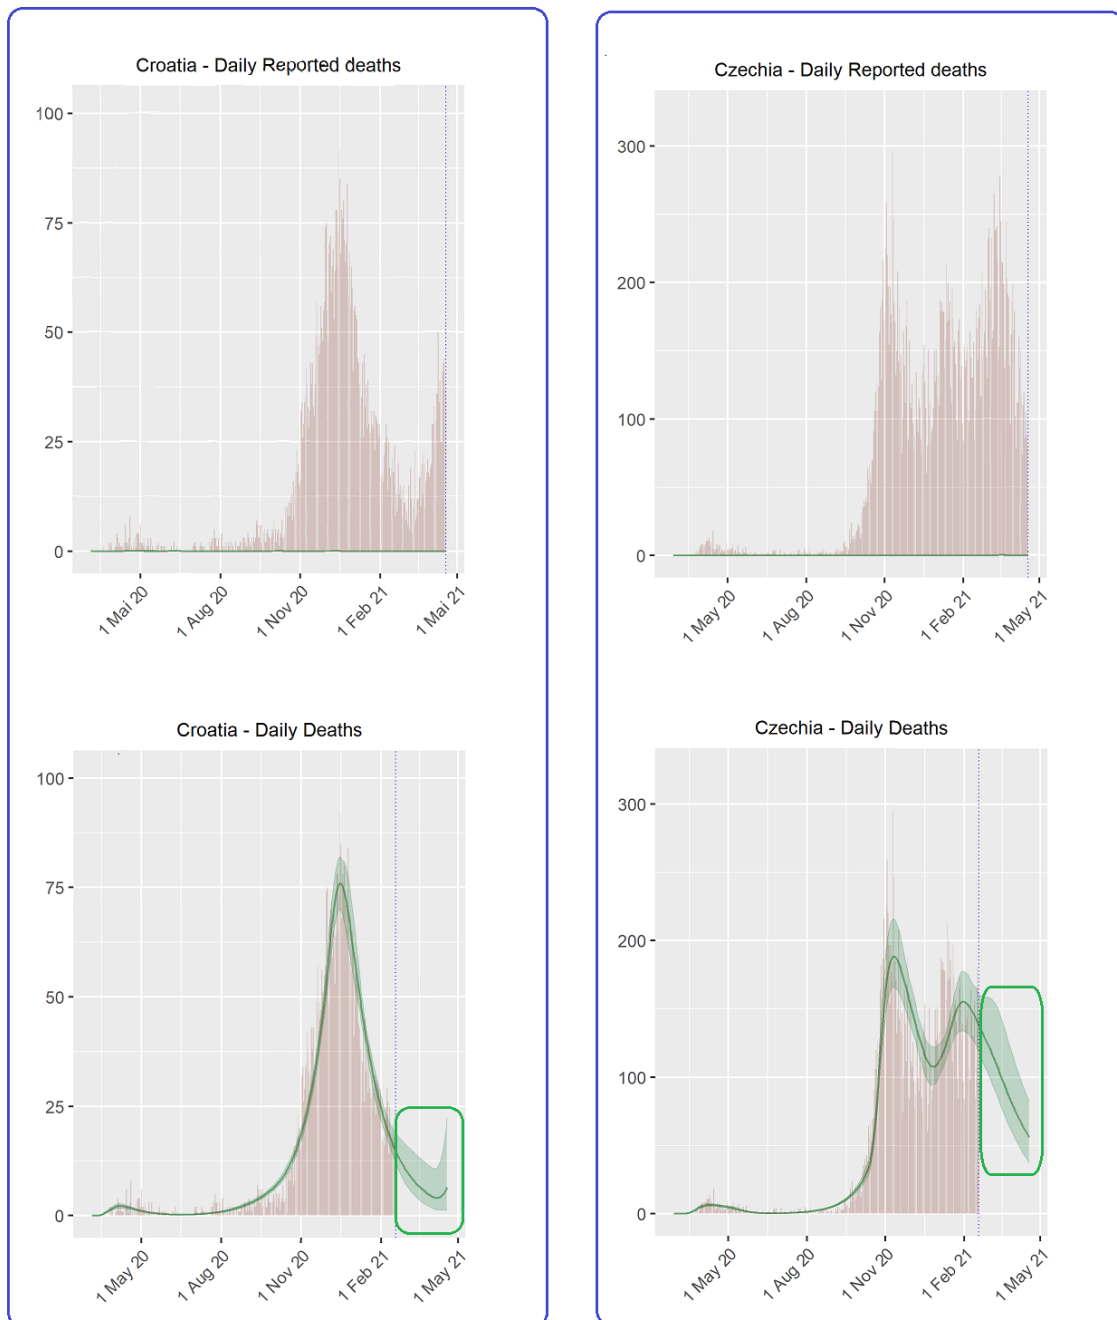 Croatia - Daily Reported deaths
100
75
50
25
0
1 Mai 20
1 Aug 20
1 Nov 20
1 Feb 21
1 Mai 21
Czechia - Daily Reported deaths
300
200
100
0
1 May 20
1 Aug 20
1 Nov 20
1 Feb 21
1 May 21
Croatia - Daily Deaths
100
75
50
25
0
1 May 20
1 Aug 20
1 Nov 20
1 Feb 21
1 May 21
Czechia - Daily Deaths
300
200
100
0
1 May 20
1 Aug 20
1 Nov 20
1 Feb 21
1 May 21